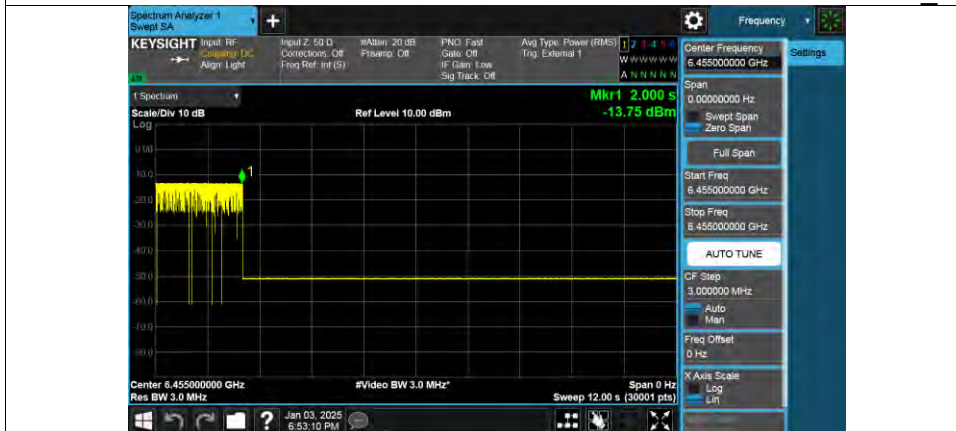 Spectrum Analyzer 1
Swept SA
+
Frequency
KEYSIGHT
Input: RF
Coupling: DC
Align: Light
Input Z: 50 Ω
Corrections: Off
Freq Ref: Int (S)
#Atten: 20 dB
Preamp: Off
PNO: Fast
Gate: Off
IF Gain: Low
Sig Track: Off
Avg Type: Power (RMS)
Trig: External 1
1 2 3 4 5 6
W W W W W W
A N N N N N
Center Frequency
6.455000000 GHz
Settings
Span
0.00000000 Hz
Swept Span
Zero Span
Full Span
Start Freq
6.455000000 GHz
Stop Freq
6.455000000 GHz
AUTO TUNE
CF Step
3.000000 MHz
Auto
Man
Freq Offset
0 Hz
X Axis Scale
Log
Lin
1 Spectrum
Mkr1 2.000 s
Scale/Div 10 dB
Ref Level 10.00 dBm
-13.75 dBm
Log
0.00
1
-10.0
-20.0
-30.0
-40.0
-50.0
-60.0
-70.0
-80.0
Center 6.455000000 GHz
#Video BW 3.0 MHz*
Span 0 Hz
Res BW 3.0 MHz
Sweep 12.00 s (30001 pts)
?
Jan 03, 2025
6:53:10 PM